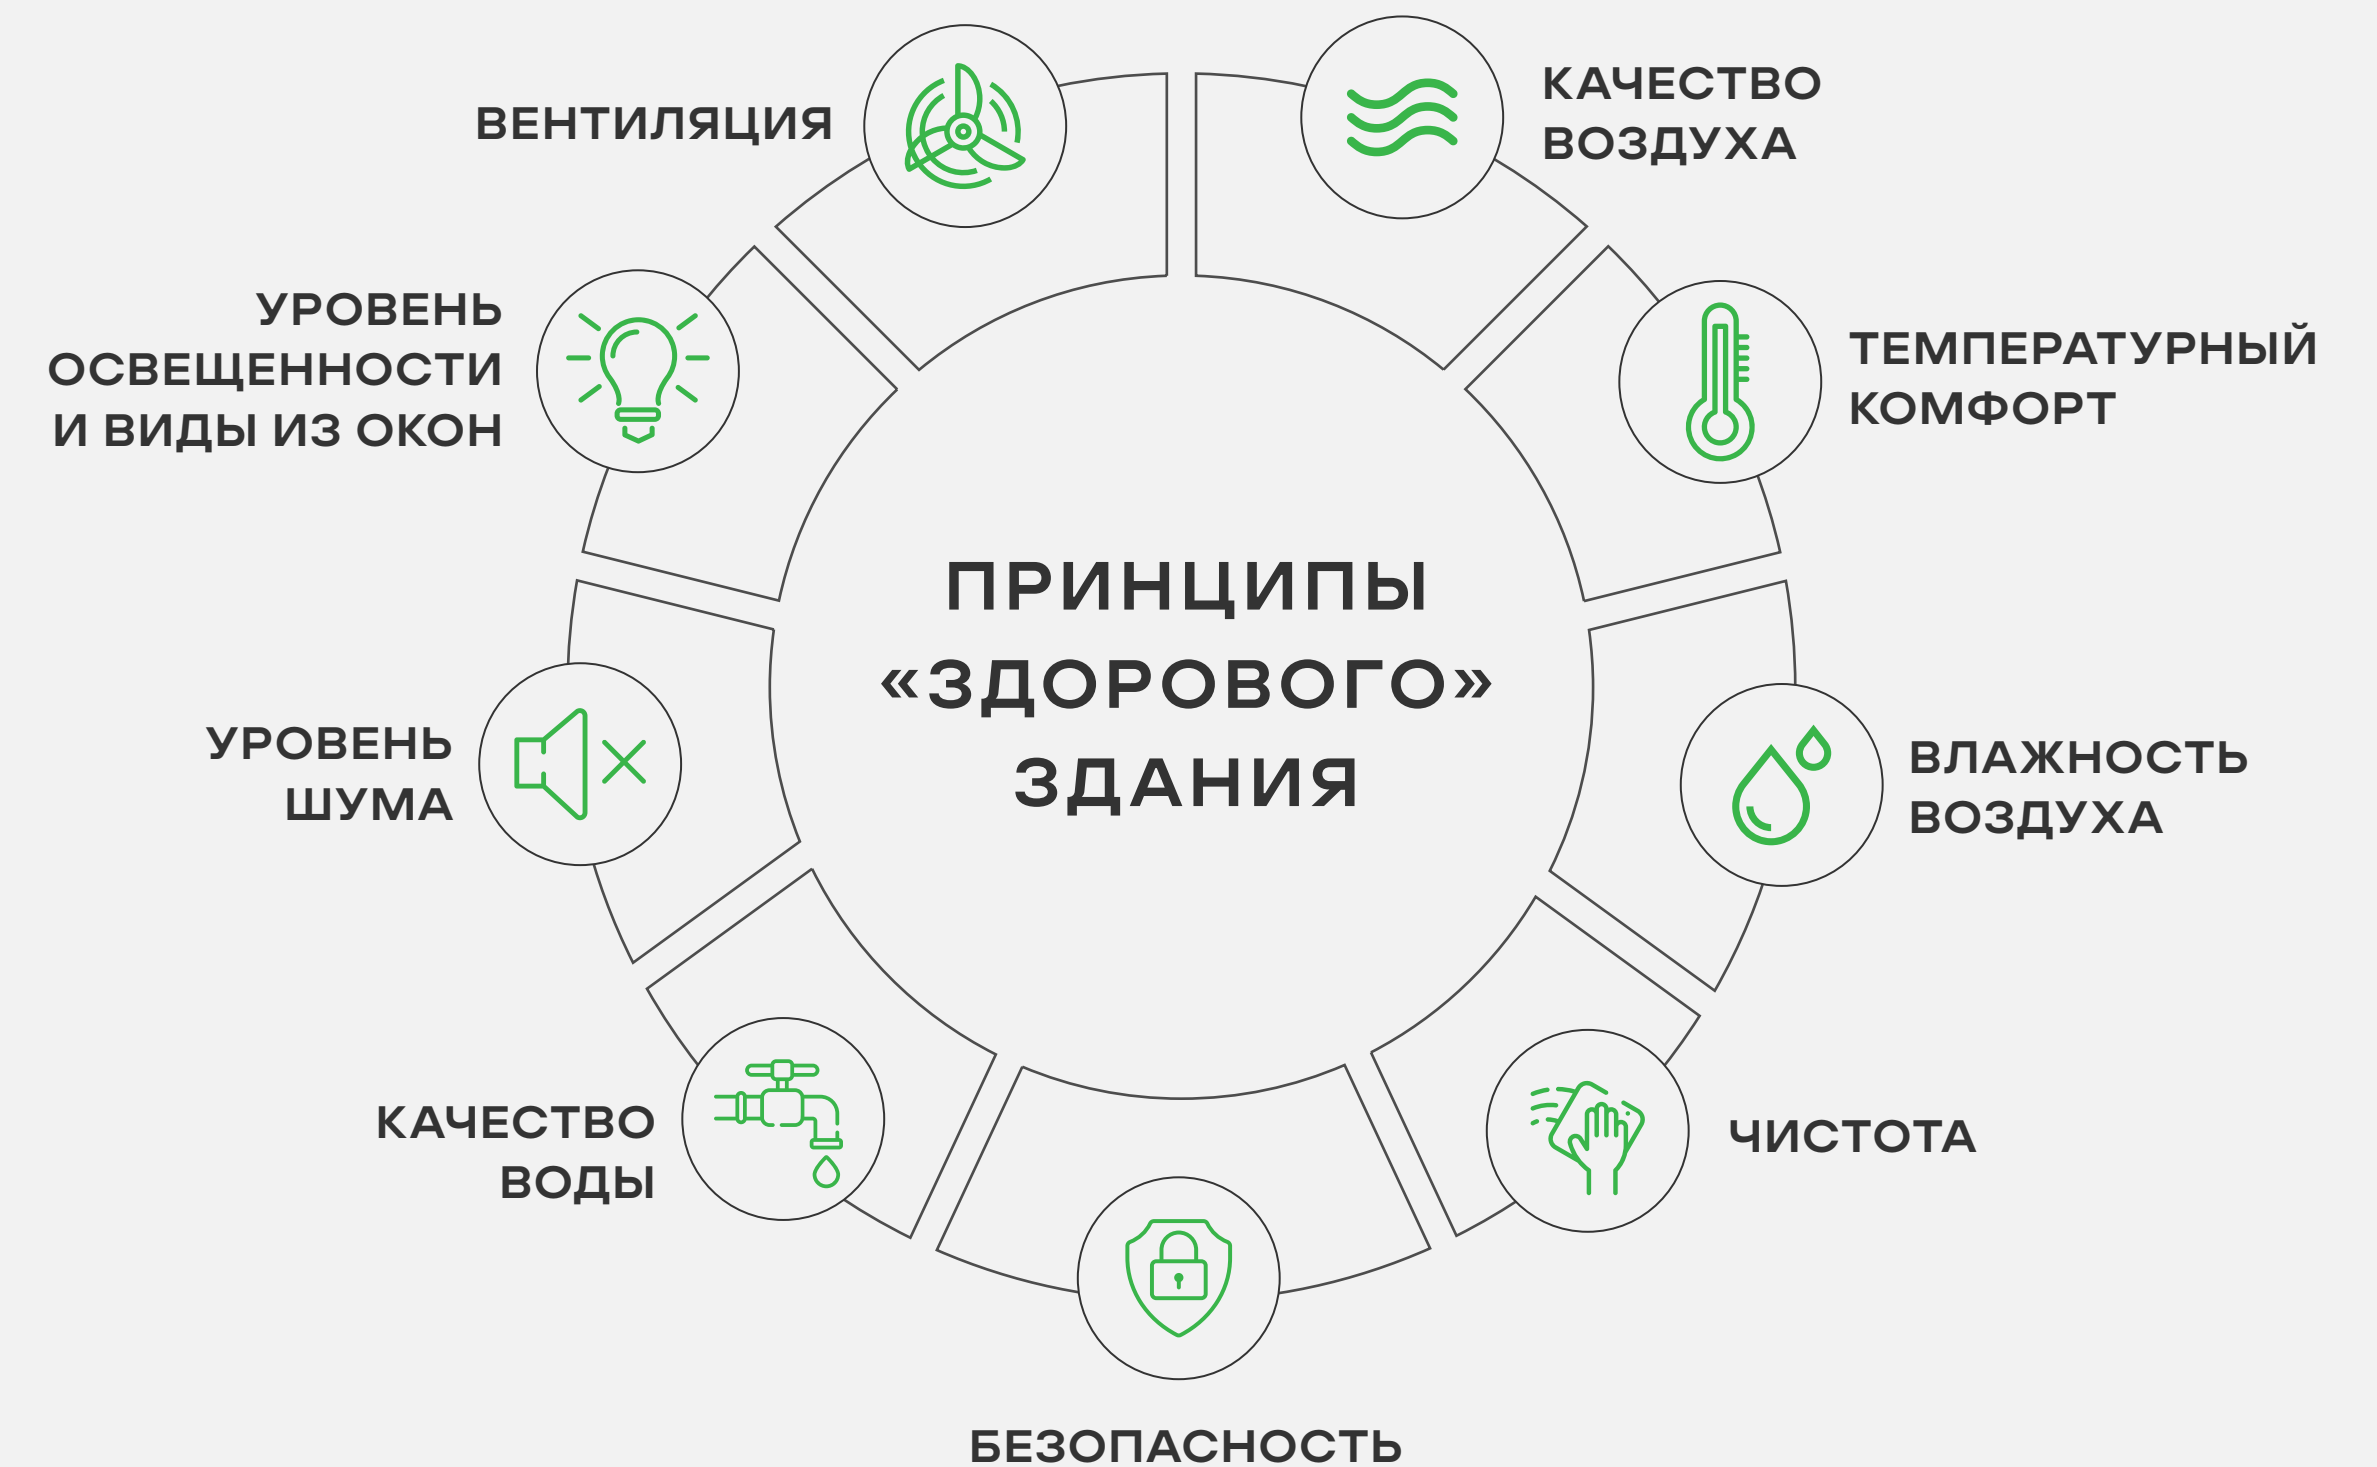 ВЕНТИЛЯЦИЯ
КАЧЕСТВО
ВОЗДУХА
УРОВЕНЬ
ОСВЕЩЕННОСТИ
И ВИДЫ ИЗ ОКОН
ТЕМПЕРАТУРНЫЙ
КОМФОРТ
ПРИНЦИПЫ
«ЗДОРОВОГО»
ЗДАНИЯ
УРОВЕНЬ
ШУМА
ВЛАЖНОСТЬ
ВОЗДУХА
КАЧЕСТВО
ВОДЫ
ЧИСТОТА
БЕЗОПАСНОСТЬ